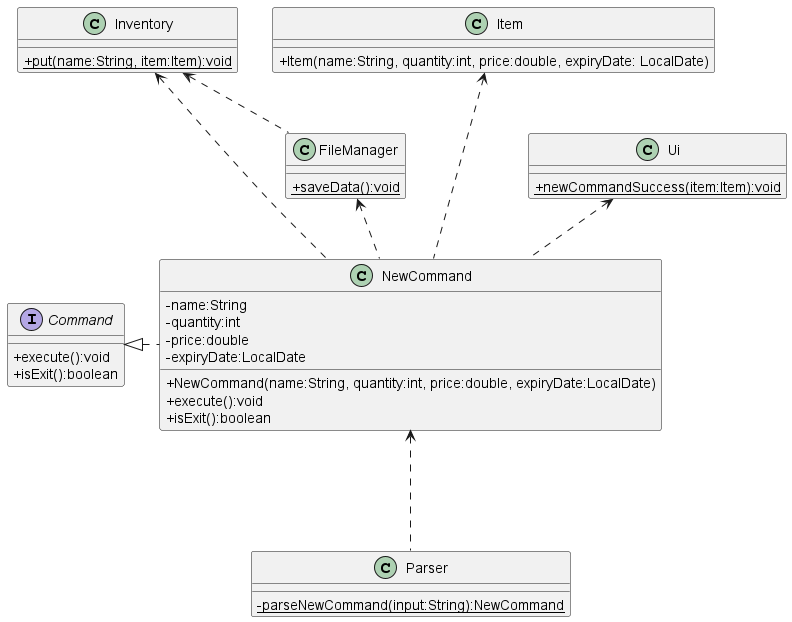 C Inventory
+put(name:String, item:Item):void
C Item
+Item(name:String, quantity:int, price:double, expiryDate: LocalDate)
C FileManager
+saveData():void
C Ui
+newCommandSuccess(item:Item):void
I Command
+execute():void
+isExit():boolean
C NewCommand
-name:String
-quantity:int
-price:double
-expiryDate:LocalDate
+NewCommand(name:String, quantity:int, price:double, expiryDate:LocalDate)
+execute():void
+isExit():boolean
C Parser
-parseNewCommand(input:String):NewCommand